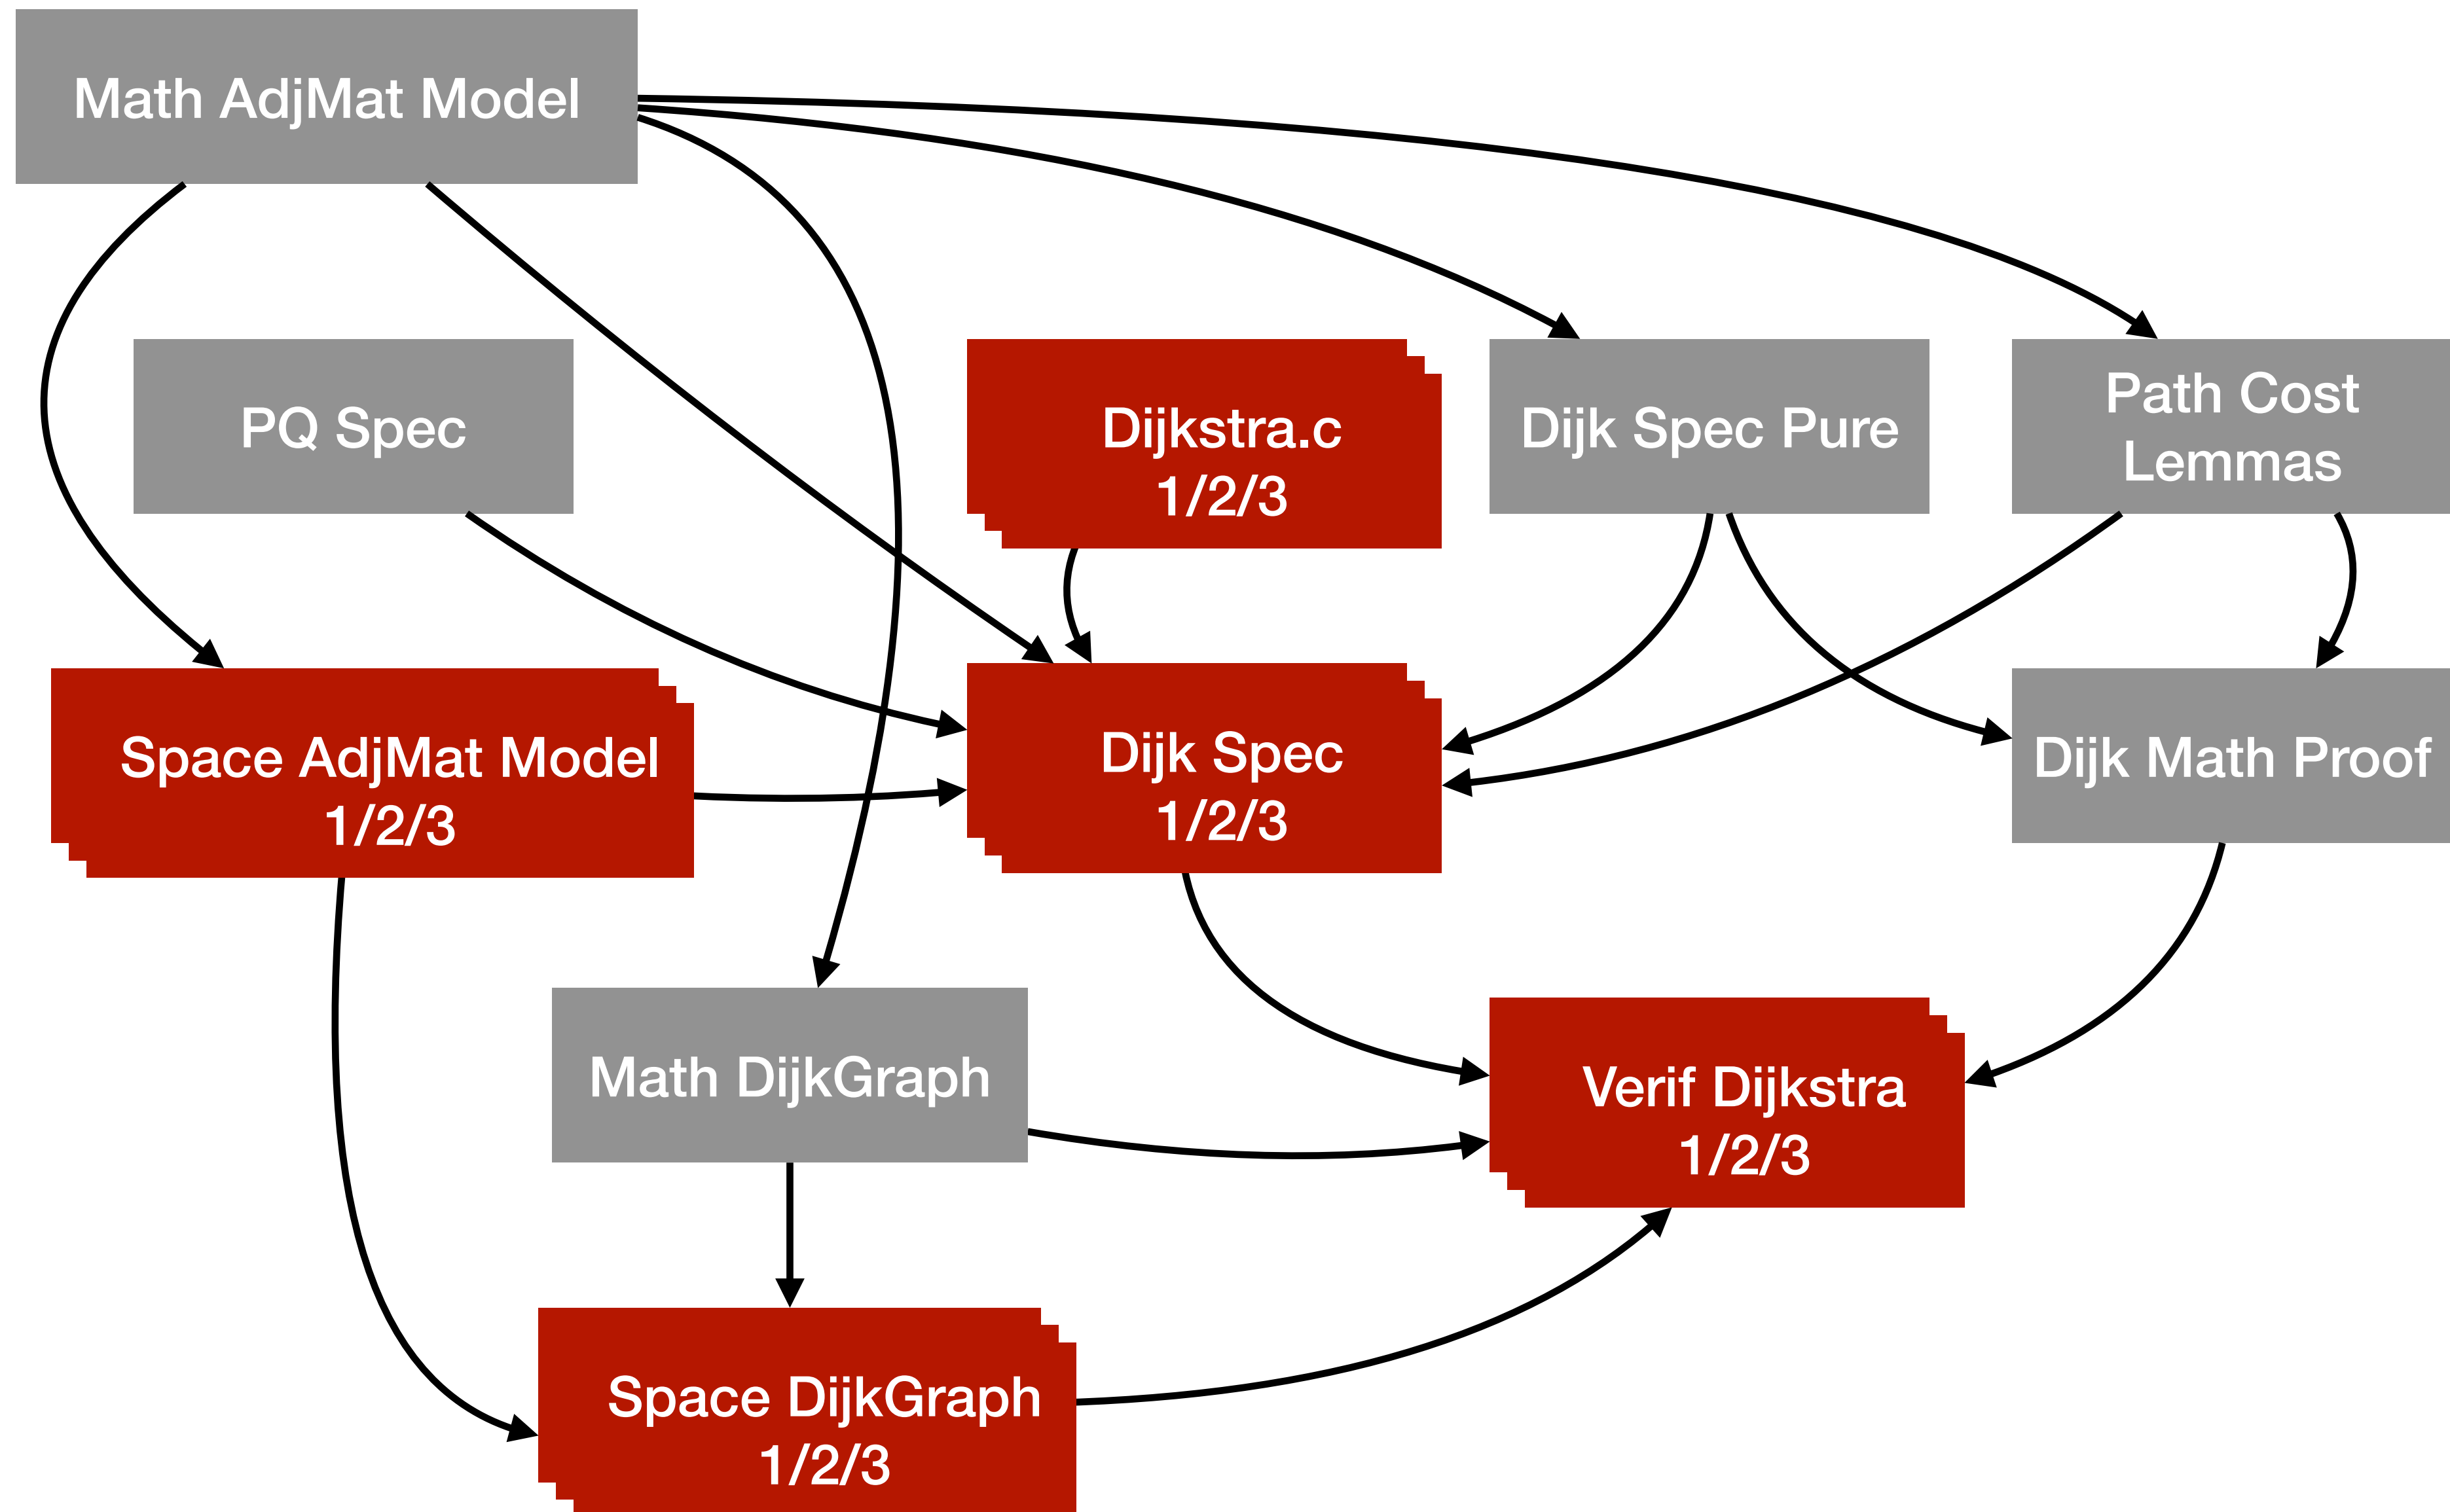 Math AdjMat Model
PQ Spec
Dijkstra.c
1/2/3
Dijk Spec Pure
Path Cost
Lemmas
Space AdjMat Model
1/2/3
Dijk Spec
1/2/3
Dijk Math Proof
Math DijkGraph
Verif Dijkstra
1/2/3
Space DijkGraph
1/2/3